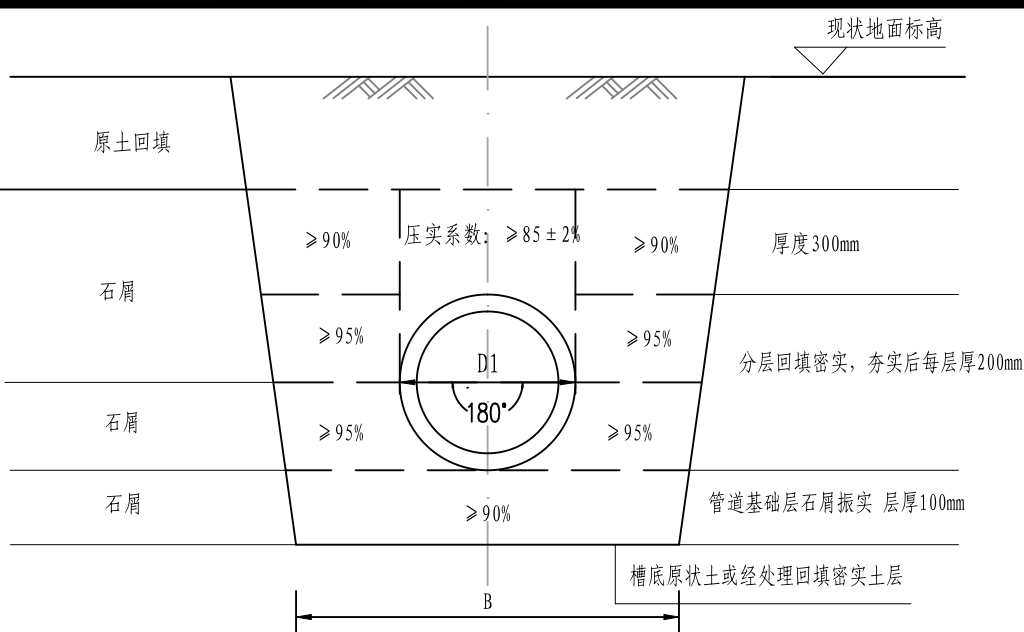 现状地面标高
原土回填
≥90%
压实系数: ≥85±2%
≥90%
厚度300mm
石屑
≥95%
≥95%
D1
分层回填密实，夯实后每层厚200mm
180°
石屑
≥95%
≥95%
石屑
≥90%
管道基础层石屑振实 层厚100mm
槽底原状土或经处理回填密实土层
B